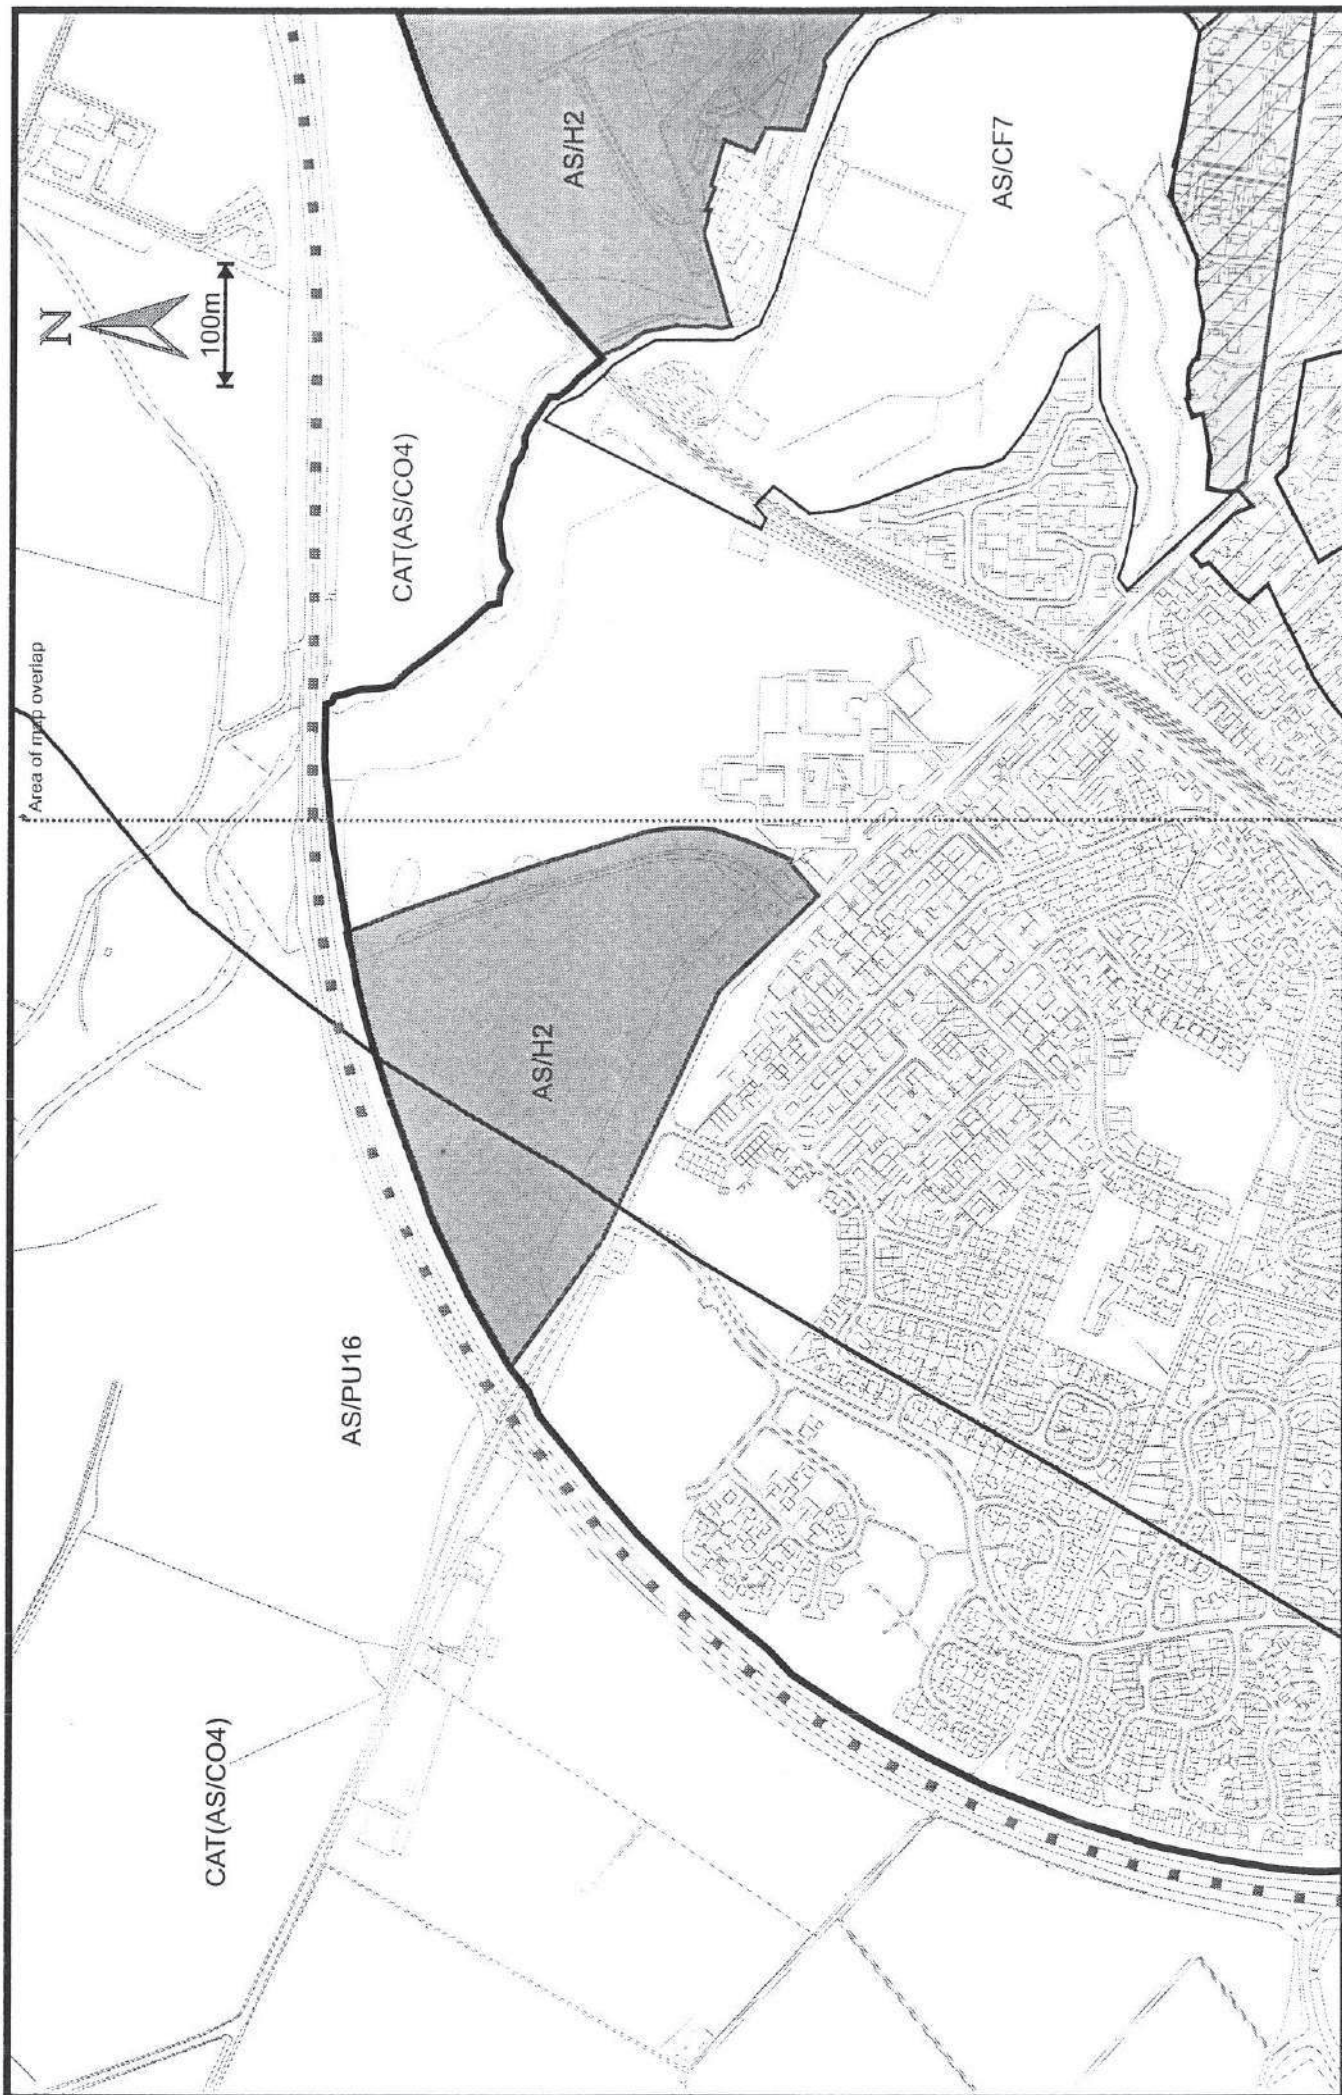 AS/H2
N
100m
AS/CF7
CAT(AS/CO4)
Area of map overlap
AS/H2
AS/PU16
CAT(AS/CO4)